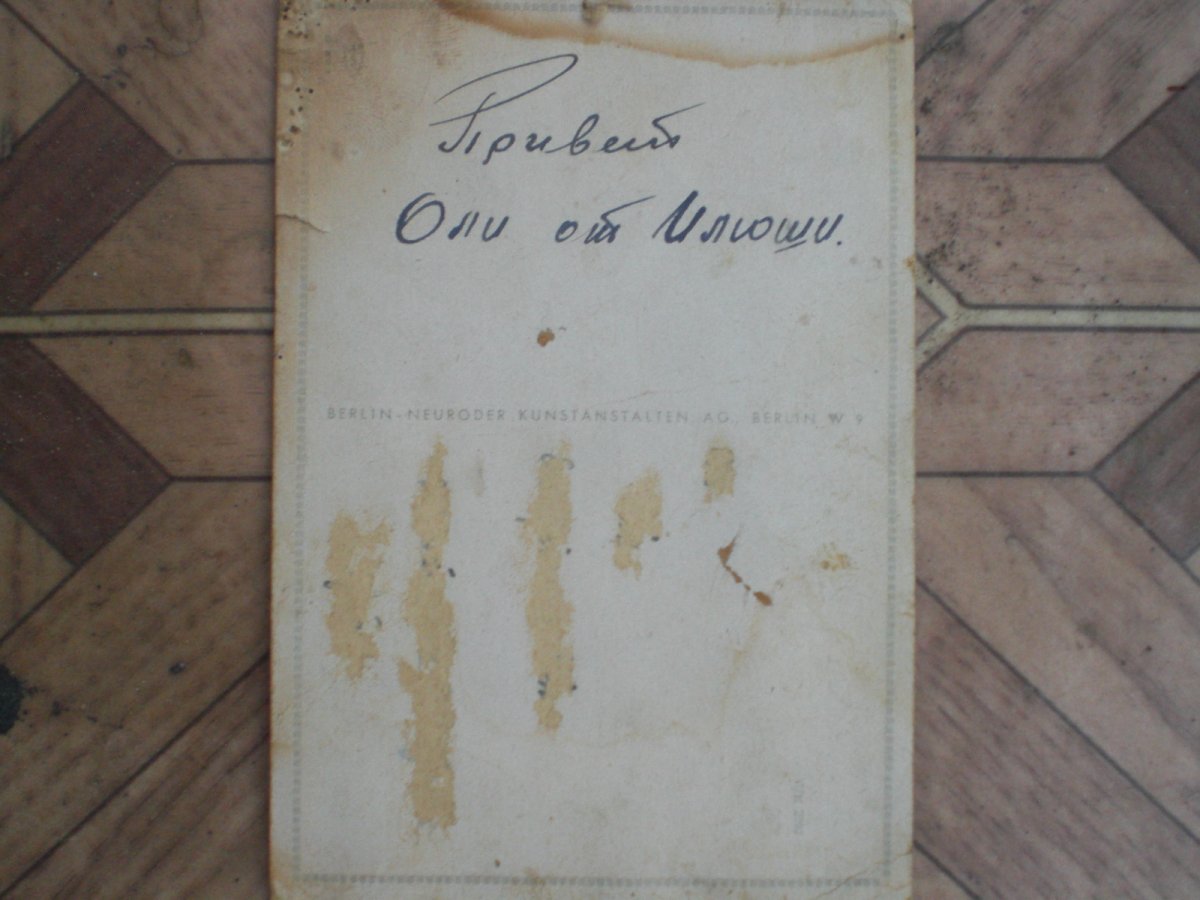 Привет
Оли от Илюши.
BERLIN-NEURODER KUNSTANSTALTEN AG. BERLIN W 9